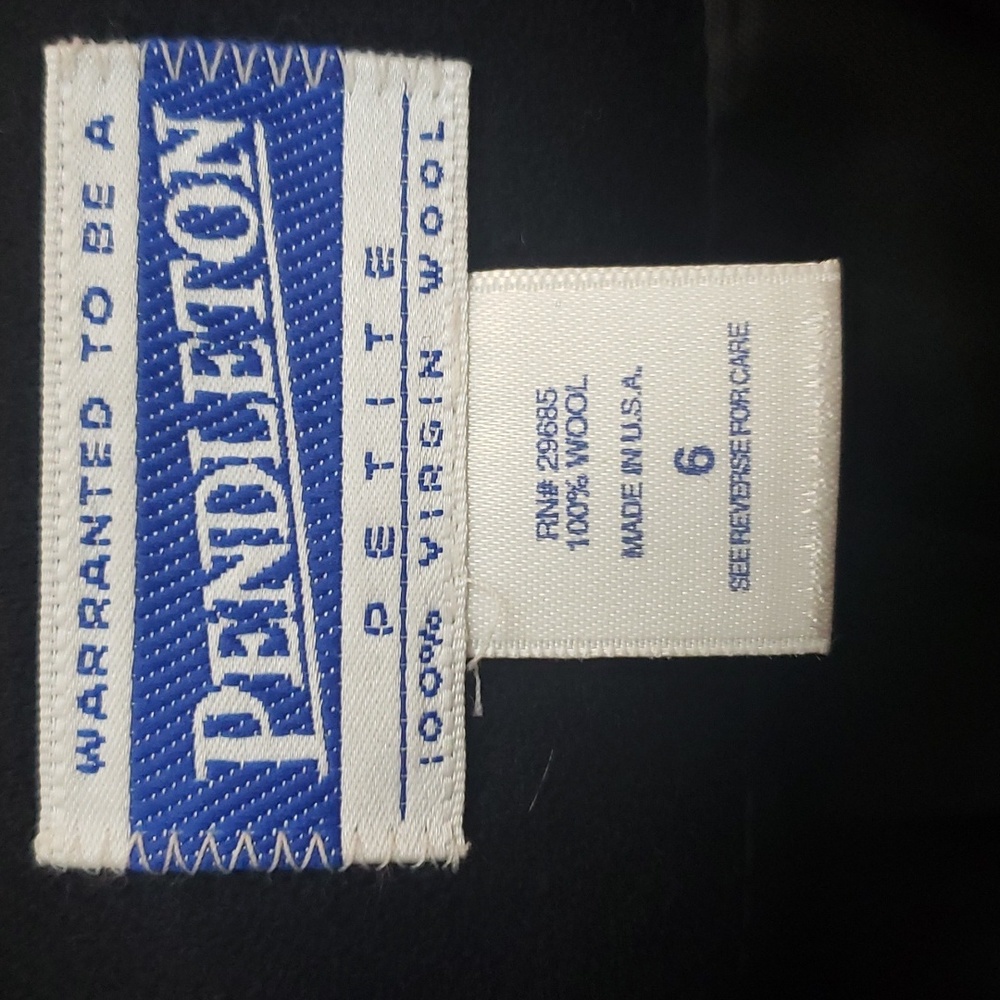 WARRANTED TO BE A
PENDLETON
PETITE
100% VIRGIN WOOL
RN# 29685
100% WOOL
MADE IN U.S.A.
6
SEE REVERSE FOR CARE